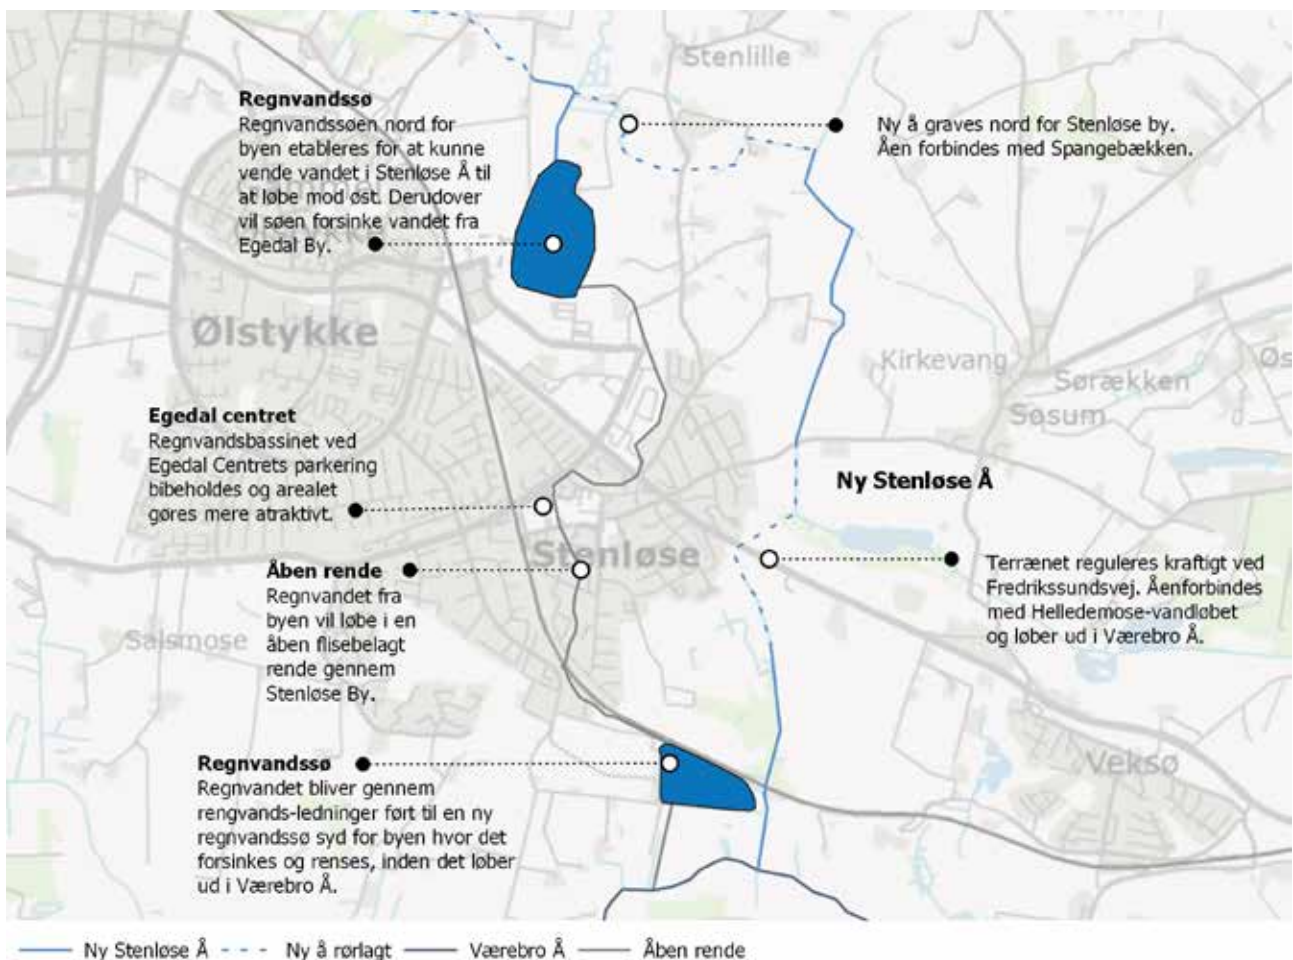 Stenlille
Regnvandssø
Regnvandssøen nord for
byen etableres for at kunne
vende vandet i Stenløse Å til
at løbe mod øst. Derudover
vil søen forsinke vandet fra
Egedal By.
Ny å graves nord for Stenløse by.
Åen forbindes med Spangebækken.
Ølstykke
Kirkevang
Sørækken
Søsum
Øs
Egedal centret
Regnvandsbassinet ved
Egedal Centrets parkering
bibeholdes og arealet
gøres mere atraktivt.
Ny Stenløse Å
Stenløse
Åben rende
Regnvandet fra
byen vil løbe i en
åben flisebelagt
rende gennem
Stenløse By.
Salsmose
Terrænet reguleres kraftigt ved
Fredrikssundsvej. Åenforbindes
med Helledemose-vandløbet
og løber ud i Værebro Å.
Veksø
Regnvandssø
Regnvandet bliver gennem
rengvands-ledninger ført til en ny
regnvandssø syd for byen hvor det
forsinkes og renses, inden det løber
ud i Værebro Å.
Ny Stenløse Å Ny å rørlagt Værebro Å Åben rende